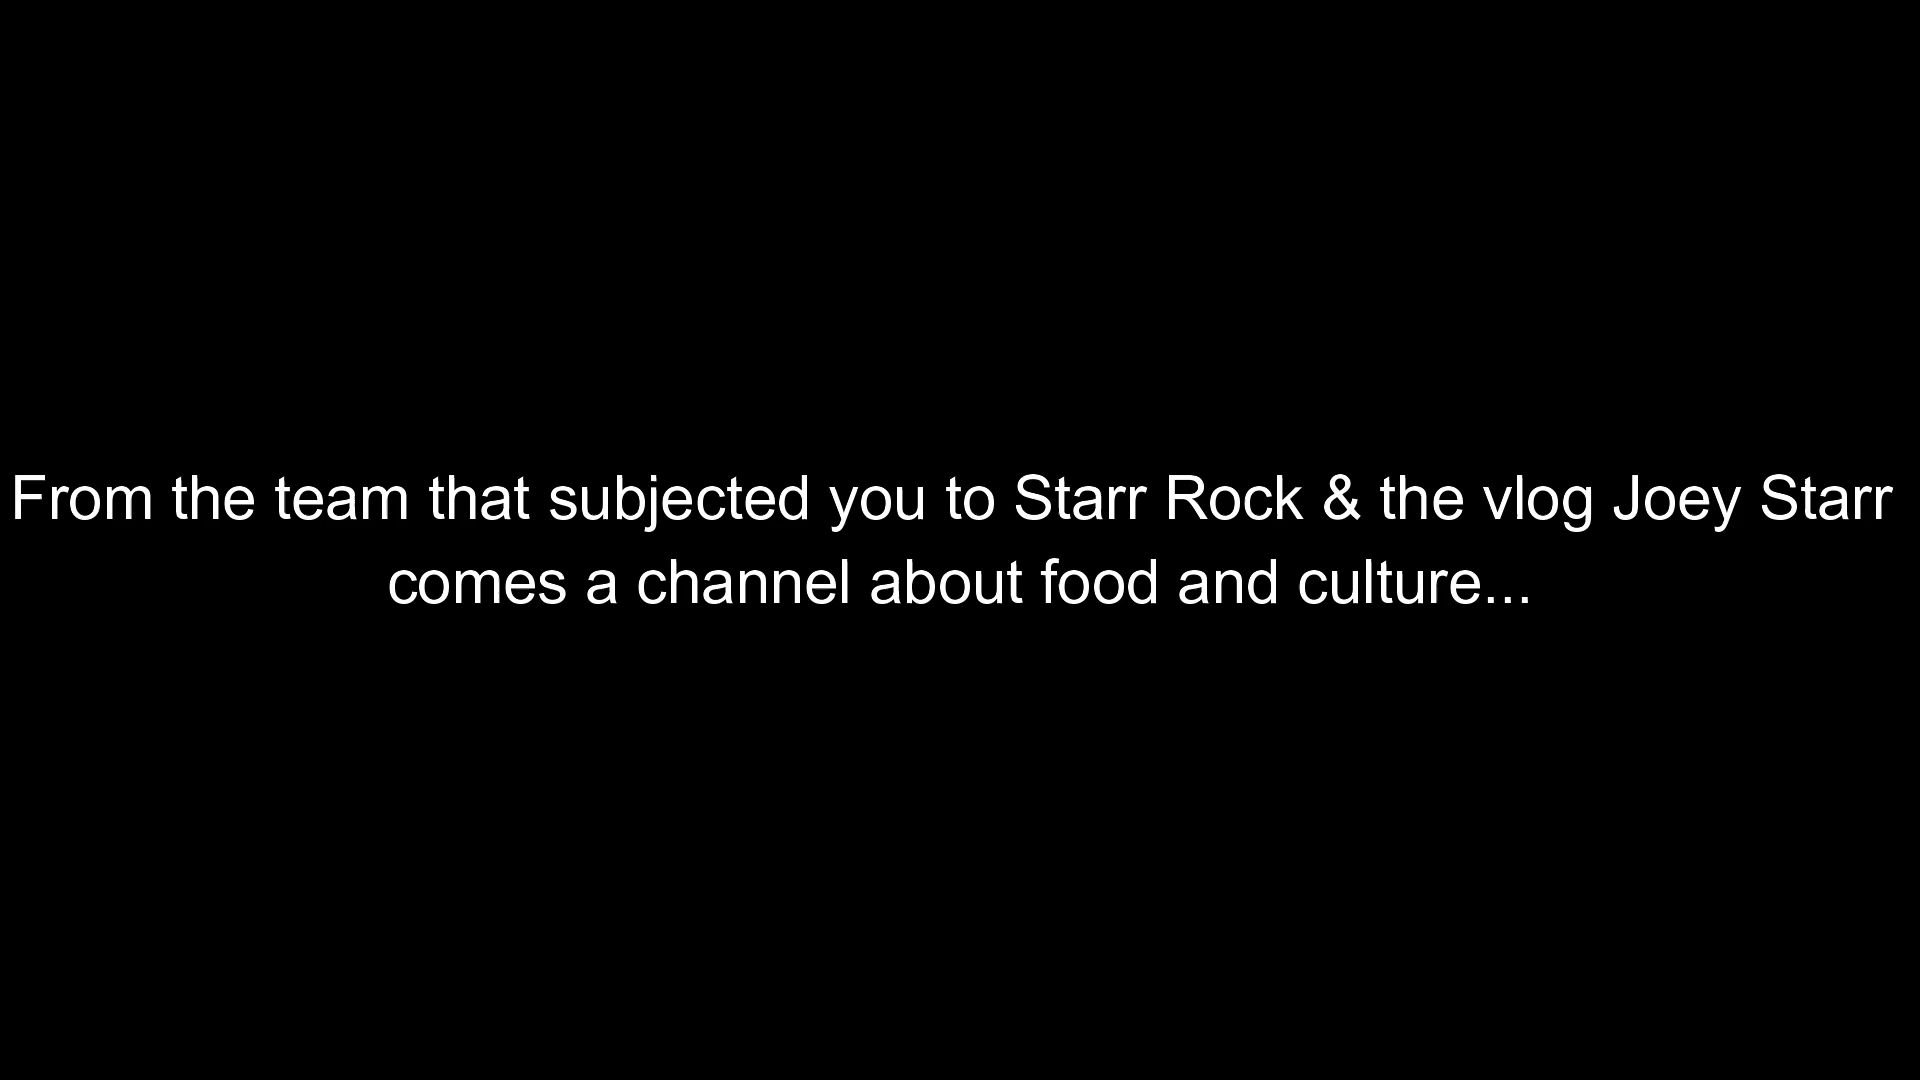 From the team that subjected you to Starr Rock & the vlog Joey Starr
comes a channel about food and culture...